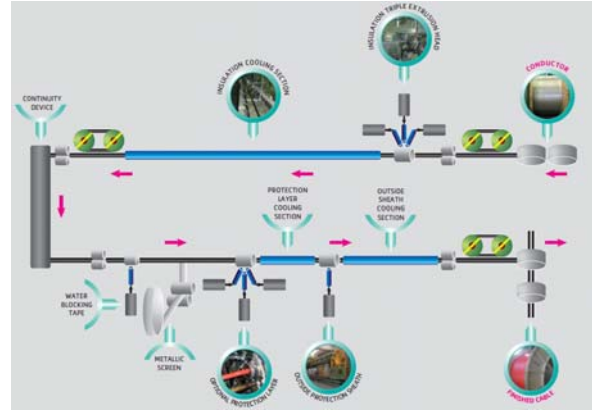 INSULATION TRIPLE EXTRUSION HEAD
INSULATION COOLING SECTION
CONDUCTOR
CONTINUITY
DEVICE
PROTECTION
LAYER
COOLING
SECTION
OUTSIDE
SHEATH
COOLING
SECTION
WATER
BLOCKING
TAPE
METALLIC
SCREEN
OPTIONAL PROTECTION LAYER
OUTSIDE PROTECTION SHEATH
FINISHED CABLE